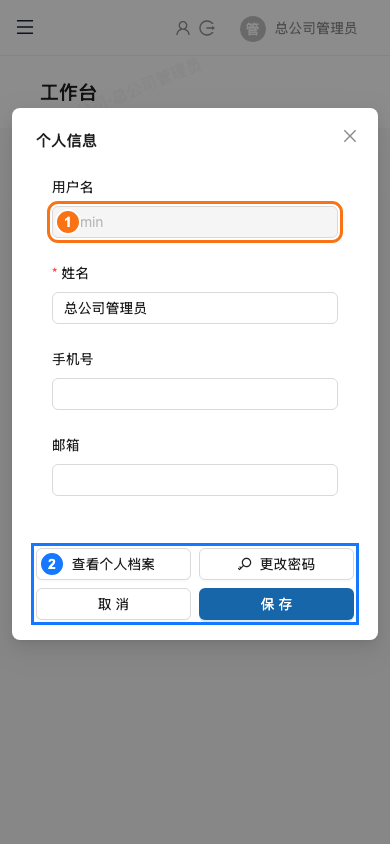 管 总公司管理员
工作台
个人信息
用户名
1 min
* 姓名
总公司管理员
手机号
邮箱
2 查看个人档案 更改密码
取 消 保 存